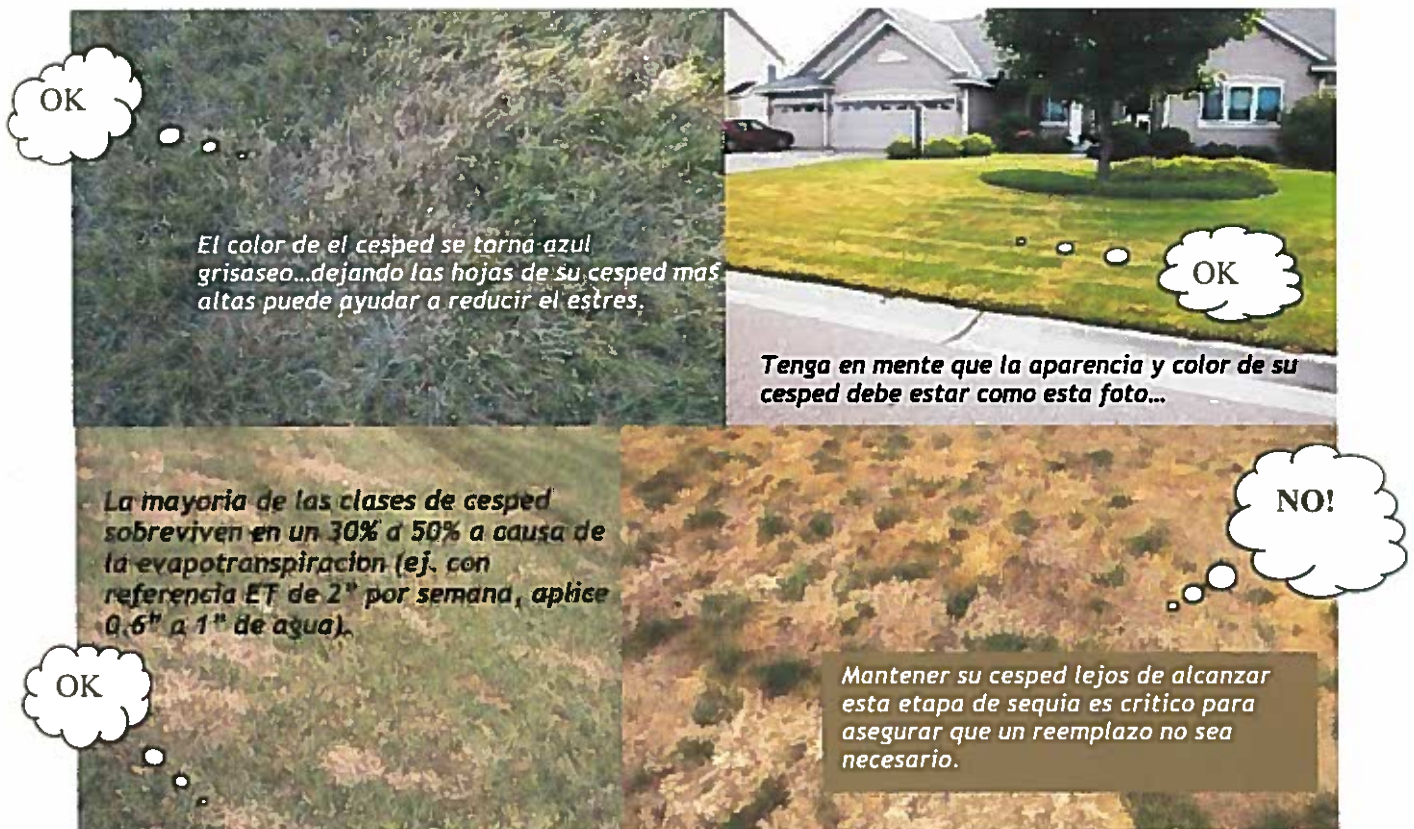 OK
El color de el cesped se torna azul
grisaseo...dejando las hojas de su cesped mas
altas puede ayudar a reducir el estres.
OK
Tenga en mente que la aparencia y color de su
cesped debe estar como esta foto...
La mayoria de las clases de cesped
sobreviven en un 30% a 50% a causa de
la evapotranspiracion (ej. con
referencia ET de 2" por semana, aplice
0.6" a 1" de agua).
OK
NO!
Mantener su cesped lejos de alcanzar
esta etapa de sequia es critico para
asegurar que un reemplazo no sea
necesario.